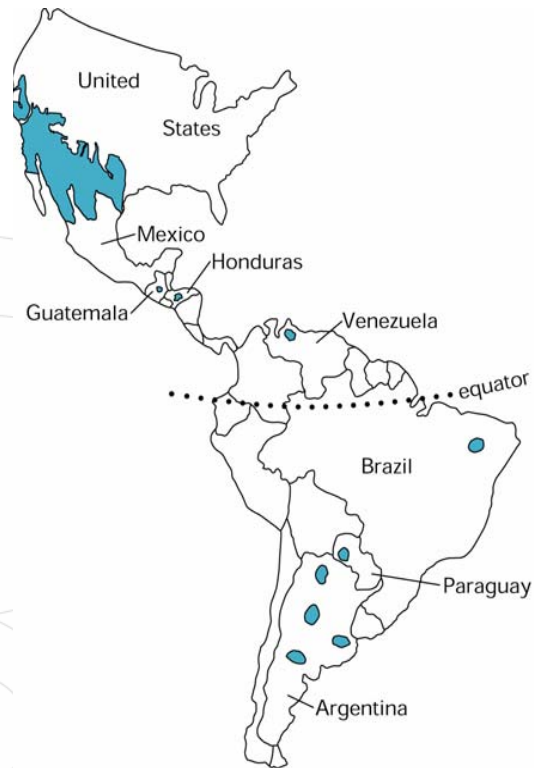 United
States
Mexico
Honduras
Guatemala
Venezuela
equator
Brazil
Paraguay
Argentina